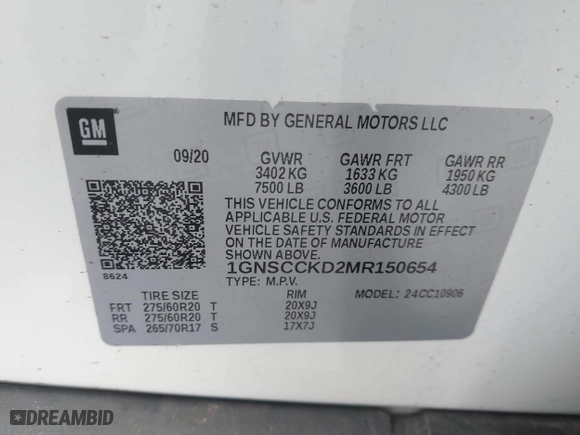 GM
MFD BY GENERAL MOTORS LLC
09/20 GVWR GAWR FRT GAWR RR
3402 KG 1633 KG 1950 KG
7500 LB 3600 LB 4300 LB
THIS VEHICLE CONFORMS TO ALL
APPLICABLE U.S. FEDERAL MOTOR
VEHICLE SAFETY STANDARDS IN EFFECT
ON THE DATE OF MANUFACTURE
SHOWN ABOVE.
8624
1GNSCCKD2MR150654
TYPE: M.P.V. MODEL: 24CC10906
TIRE SIZE RIM
FRT 275/60R20 T 20X9J
RR 275/60R20 T 20X9J
SPA 265/70R17 S 17X7J
DREAMBID